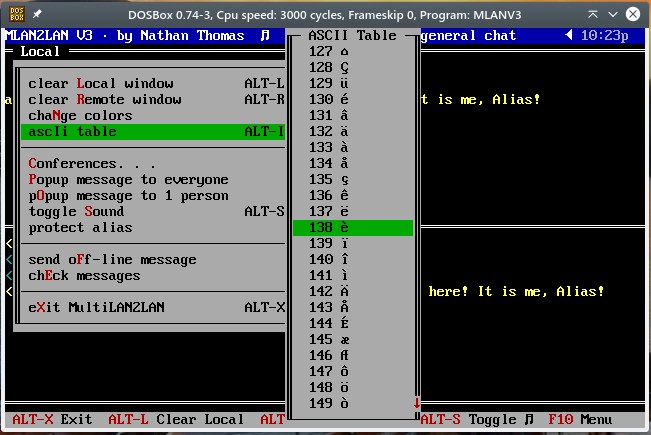 DOSBox 0.74-3, Cpu speed: 3000 cycles, Frameskip 0, Program: MLANV3
MLAN2LAN V3 · by Nathan Thomas ♫ general chat ◄ 10:23p
Local
t is me, Alias!
clear Local window ALT-L
clear Remote window ALT-R
chaNge colors
ascIi table ALT-I
Conferences. . .
Popup message to everyone
pOpup message to 1 person
toggle Sound ALT-S
protect alias
send oFf-line message
chEck messages
eXit MultiLAN2LAN ALT-X
ASCII Table
127 ⌂
128 Ç
129 ü
130 é
131 â
132 ä
133 à
134 å
135 ç
136 ê
137 ë
138 è
139 ï
140 î
141 ì
142 Ä
143 Å
144 É
145 æ
146 Æ
147 ô
148 ö
149 ò
<
<
<
< here! It is me, Alias!
ALT-X Exit ALT-L Clear Local ALT ALT-S Toggle ♫ F10 Menu